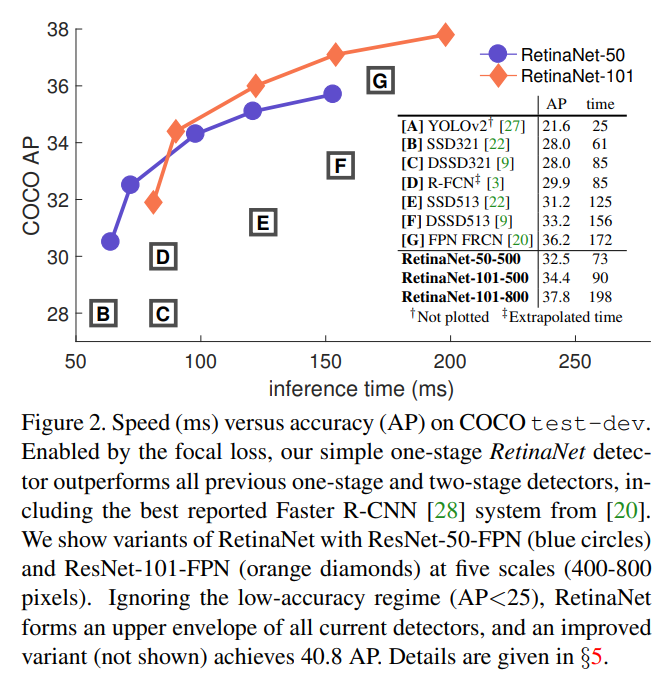 38
36
34
32
30
28
COCO AP
50
100
150
200
250
inference time (ms)
B
C
D
E
F
G
RetinaNet-50
RetinaNet-101
AP time
[A] YOLOv2† [27] 21.6 25
[B] SSD321 [22] 28.0 61
[C] DSSD321 [9] 28.0 85
[D] R-FCN‡ [3] 29.9 85
[E] SSD513 [22] 31.2 125
[F] DSSD513 [9] 33.2 156
[G] FPN FRCN [20] 36.2 172
RetinaNet-50-500 32.5 73
RetinaNet-101-500 34.4 90
RetinaNet-101-800 37.8 198
†Not plotted ‡Extrapolated time
Figure 2. Speed (ms) versus accuracy (AP) on COCO test-dev.
Enabled by the focal loss, our simple one-stage RetinaNet detec-
tor outperforms all previous one-stage and two-stage detectors, in-
cluding the best reported Faster R-CNN [28] system from [20].
We show variants of RetinaNet with ResNet-50-FPN (blue circles)
and ResNet-101-FPN (orange diamonds) at five scales (400-800
pixels). Ignoring the low-accuracy regime (AP<25), RetinaNet
forms an upper envelope of all current detectors, and an improved
variant (not shown) achieves 40.8 AP. Details are given in §5.